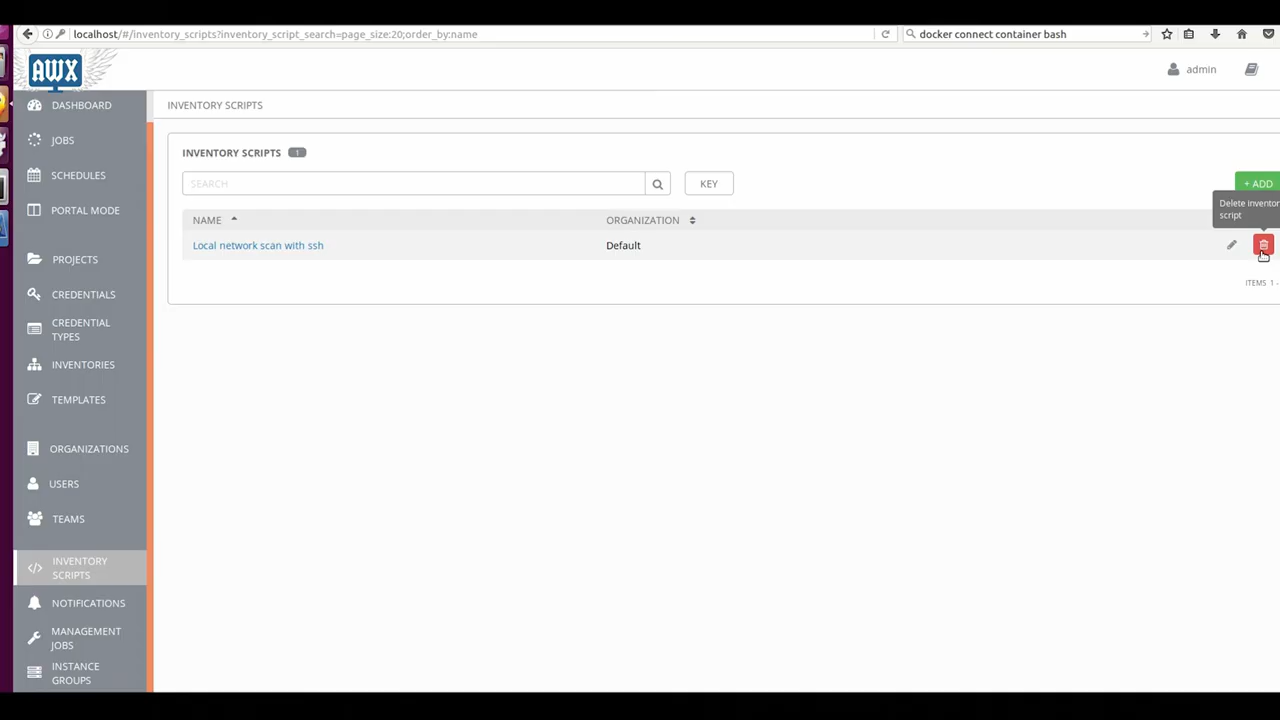 localhost/#/inventory_scripts?inventory_script_search=page_size:20;order_by:name
docker connect container bash
AWX
admin
DASHBOARD
JOBS
SCHEDULES
PORTAL MODE
PROJECTS
CREDENTIALS
CREDENTIAL
TYPES
INVENTORIES
TEMPLATES
ORGANIZATIONS
USERS
TEAMS
INVENTORY
SCRIPTS
NOTIFICATIONS
MANAGEMENT
JOBS
INSTANCE
GROUPS
INVENTORY SCRIPTS
INVENTORY SCRIPTS 1
SEARCH
KEY
+ ADD
Delete inventor
script
NAME ORGANIZATION
Local network scan with ssh Default
ITEMS 1 -